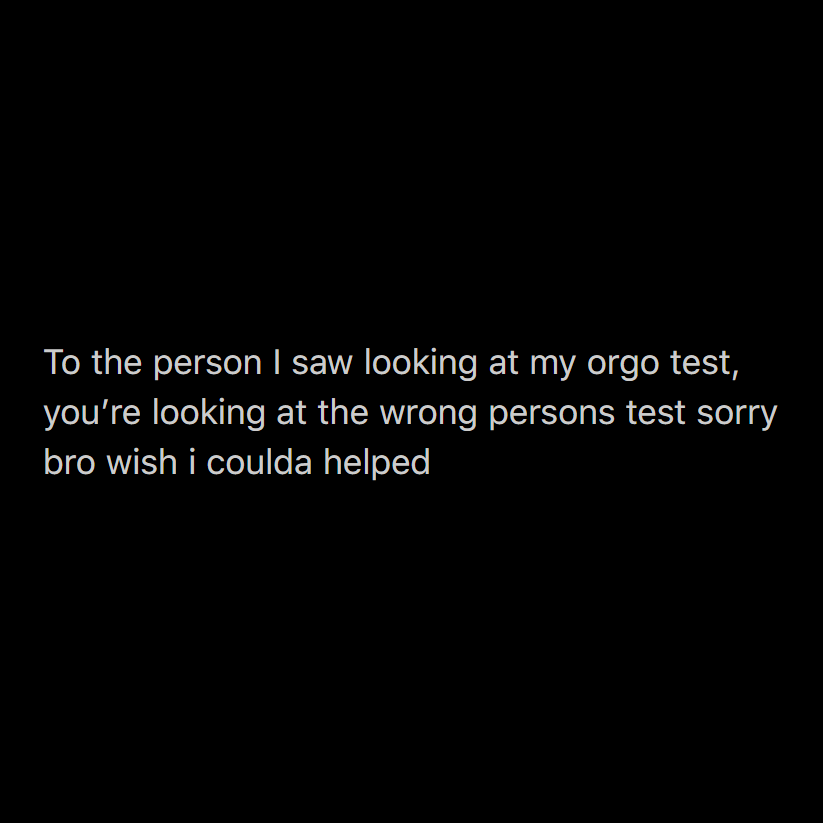 To the person I saw looking at my orgo test,
you’re looking at the wrong persons test sorry
bro wish i coulda helped